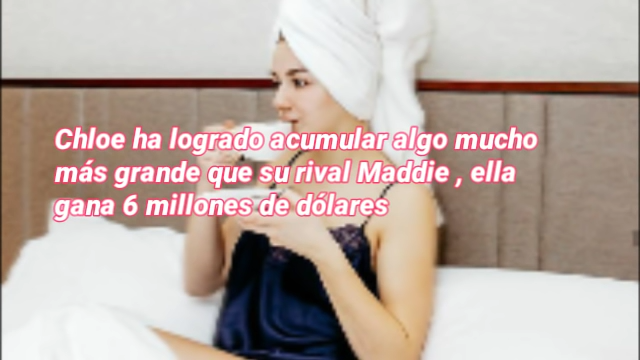 Chloe ha logrado acumular algo mucho
más grande que su rival Maddie , ella
gana 6 millones de dólares